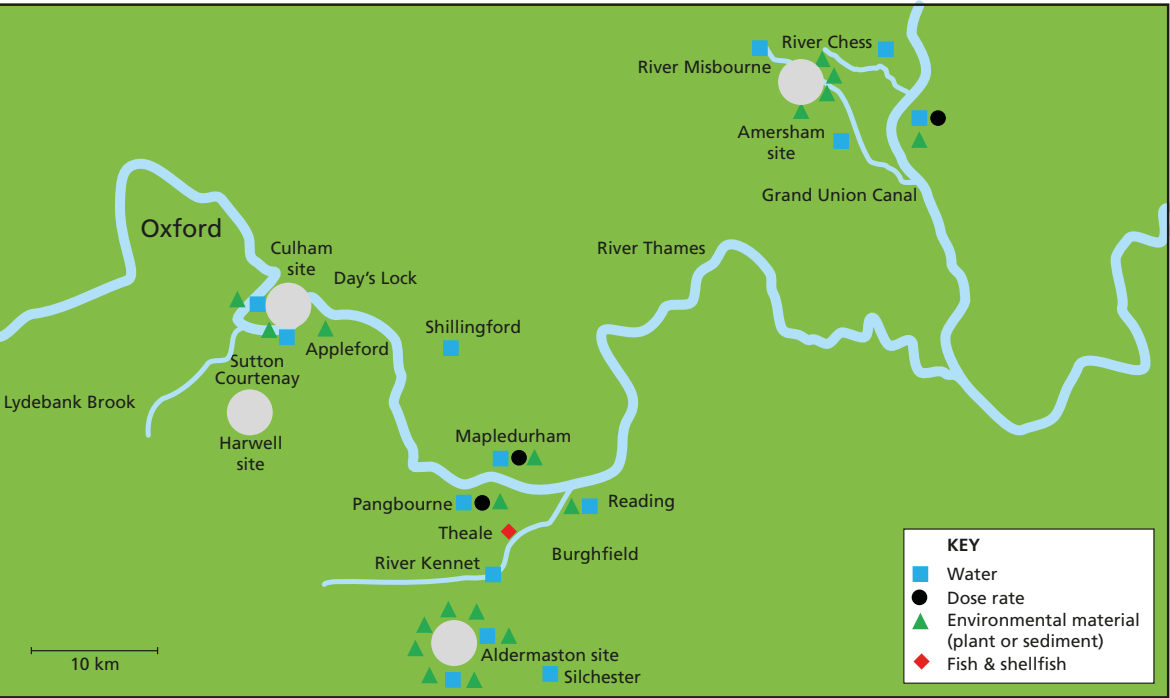 River Chess
River Misbourne
Amersham
site
Grand Union Canal
Oxford
Culham
site
Day's Lock
River Thames
Shillingford
Appleford
Sutton
Courtenay
Lydebank Brook
Harwell
site
Mapledurham
Pangbourne
Reading
Theale
Burghfield
River Kennet
Aldermaston site
Silchester
10 km
KEY
Water
Dose rate
Environmental material
(plant or sediment)
Fish & shellfish